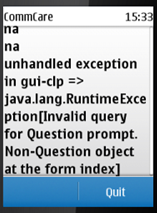 CommCare 15:33
na
na
unhandled exception
in gui-clp =>
java.lang.RuntimeExce
ption[Invalid query
for Question prompt.
Non-Question object
at the form index]
Quit